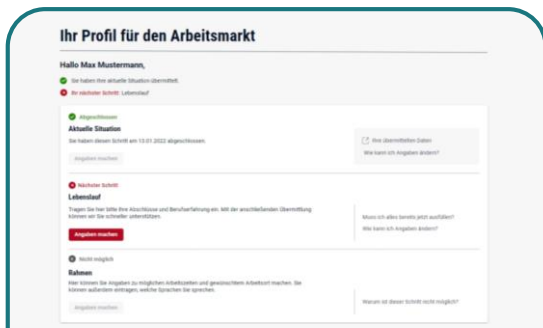 Ihr Profil für den Arbeitsmarkt
Hallo Max Mustermann,
Sie haben Ihre aktuelle Situation übermittelt.
Ihr nächster Schritt: Lebenslauf
Abgeschlossen
Aktuelle Situation
Sie haben diesen Schritt am 13.01.2022 abgeschlossen.
Angaben machen
Ihre übermittelten Daten
Wie kann ich Angaben ändern?
Nächster Schritt
Lebenslauf
Tragen Sie hier bitte Ihre Abschlüsse und Berufserfahrung ein. Mit der anschließenden Übermittlung
können wir Sie schneller unterstützen.
Angaben machen
Muss ich alles bereits jetzt ausfüllen?
Wie kann ich Angaben ändern?
Nicht möglich
Rahmen
Hier können Sie Angaben zu möglichen Arbeitszeiten und gewünschtem Arbeitsort machen. Sie
können außerdem eintragen, welche Sprachen Sie sprechen.
Angaben machen
Warum ist dieser Schritt nicht möglich?